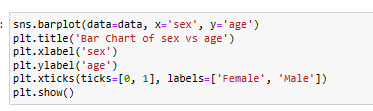 : sns.barplot(data=data, x='sex', y='age')
plt.title('Bar Chart of sex vs age')
plt.xlabel('sex')
plt.ylabel('age')
plt.xticks(ticks=[0, 1], labels=['Female', 'Male'])
plt.show()